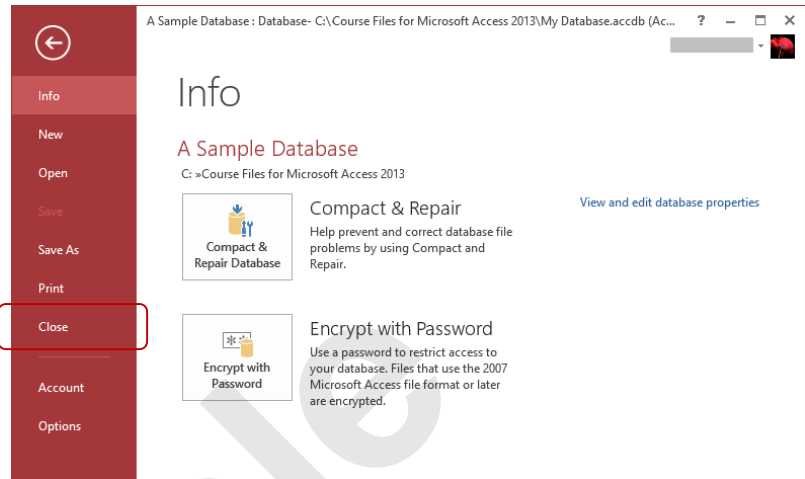 A Sample Database : Database- C:\Course Files for Microsoft Access 2013\My Database.accdb (Ac... ?
Info
New
Open
Save
Save As
Print
Close
Account
Options
Info
A Sample Database
C: »Course Files for Microsoft Access 2013
Compact &
Repair Database
Compact & Repair
Help prevent and correct database file
problems by using Compact and
Repair.
View and edit database properties
Encrypt with
Password
Encrypt with Password
Use a password to restrict access to
your database. Files that use the 2007
Microsoft Access file format or later
are encrypted.